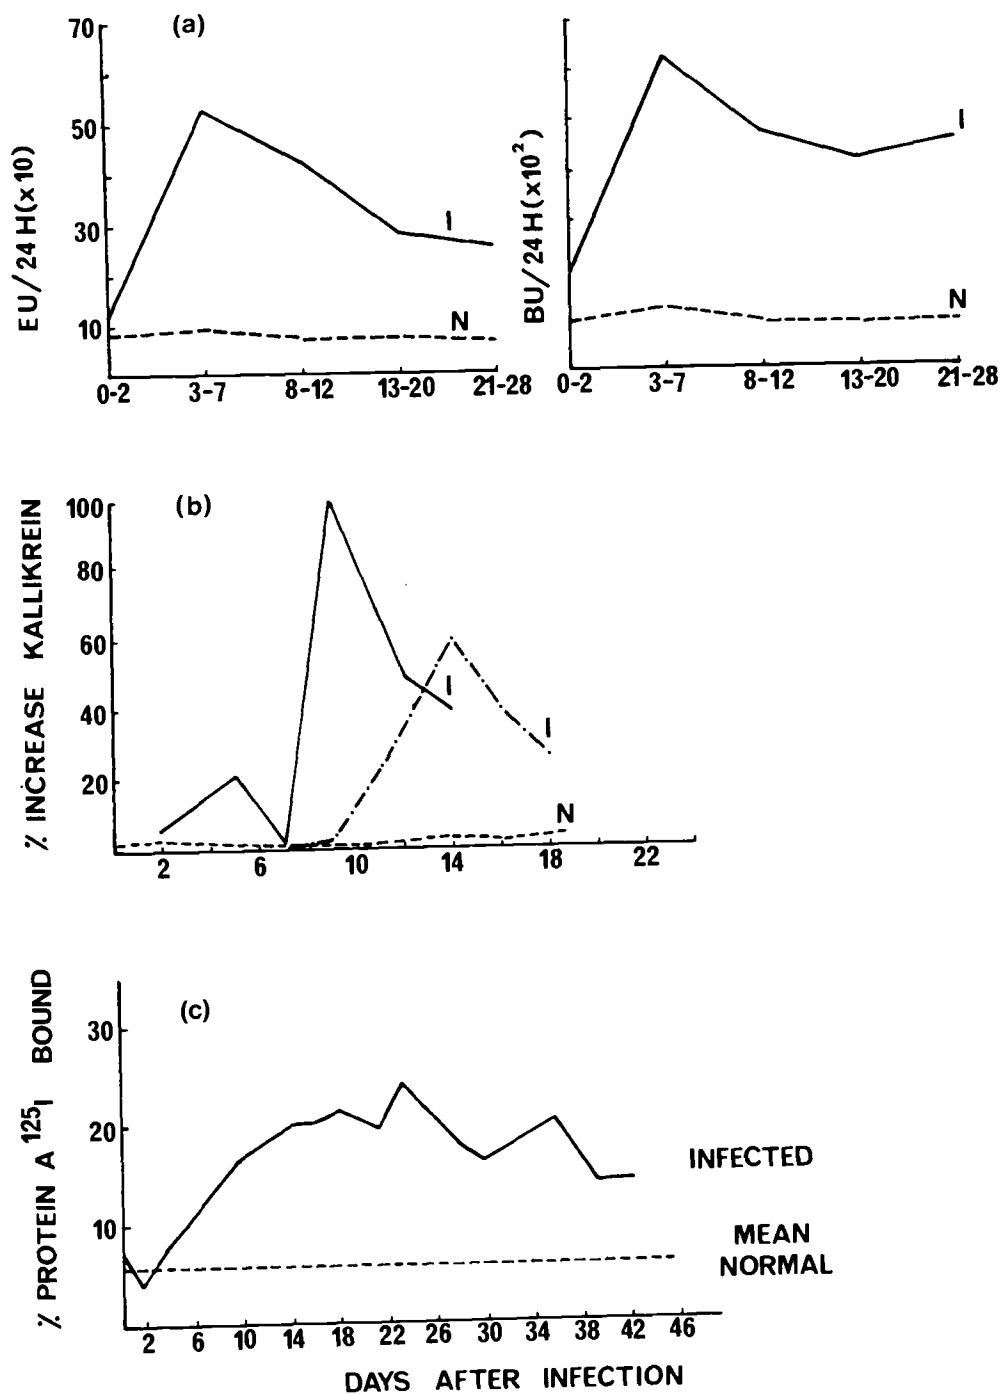 (a)
EU/24 H(x10)
70
50
30
10
I
N
0-2 3-7 8-12 13-20 21-28
BU/24 H(x10²)
I
N
0-2 3-7 8-12 13-20 21-28
(b)
% INCREASE KALLIKREIN
100
80
60
40
20
I
I
N
2 6 10 14 18 22
(c)
% PROTEIN A ¹²⁵I BOUND
30
20
10
INFECTED
MEAN
NORMAL
2 6 10 14 18 22 26 30 34 38 42 46
DAYS AFTER INFECTION